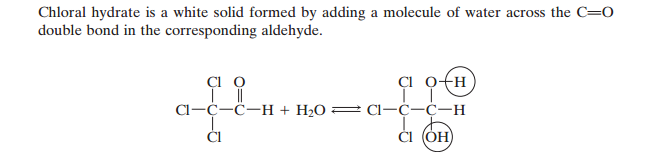 Chloral hydrate is a white solid formed by adding a molecule of water across the C=O
double bond in the corresponding aldehyde.
Cl O Cl O—H
Cl—C—C—H + H₂O ⇌ Cl—C—C—H
Cl Cl OH